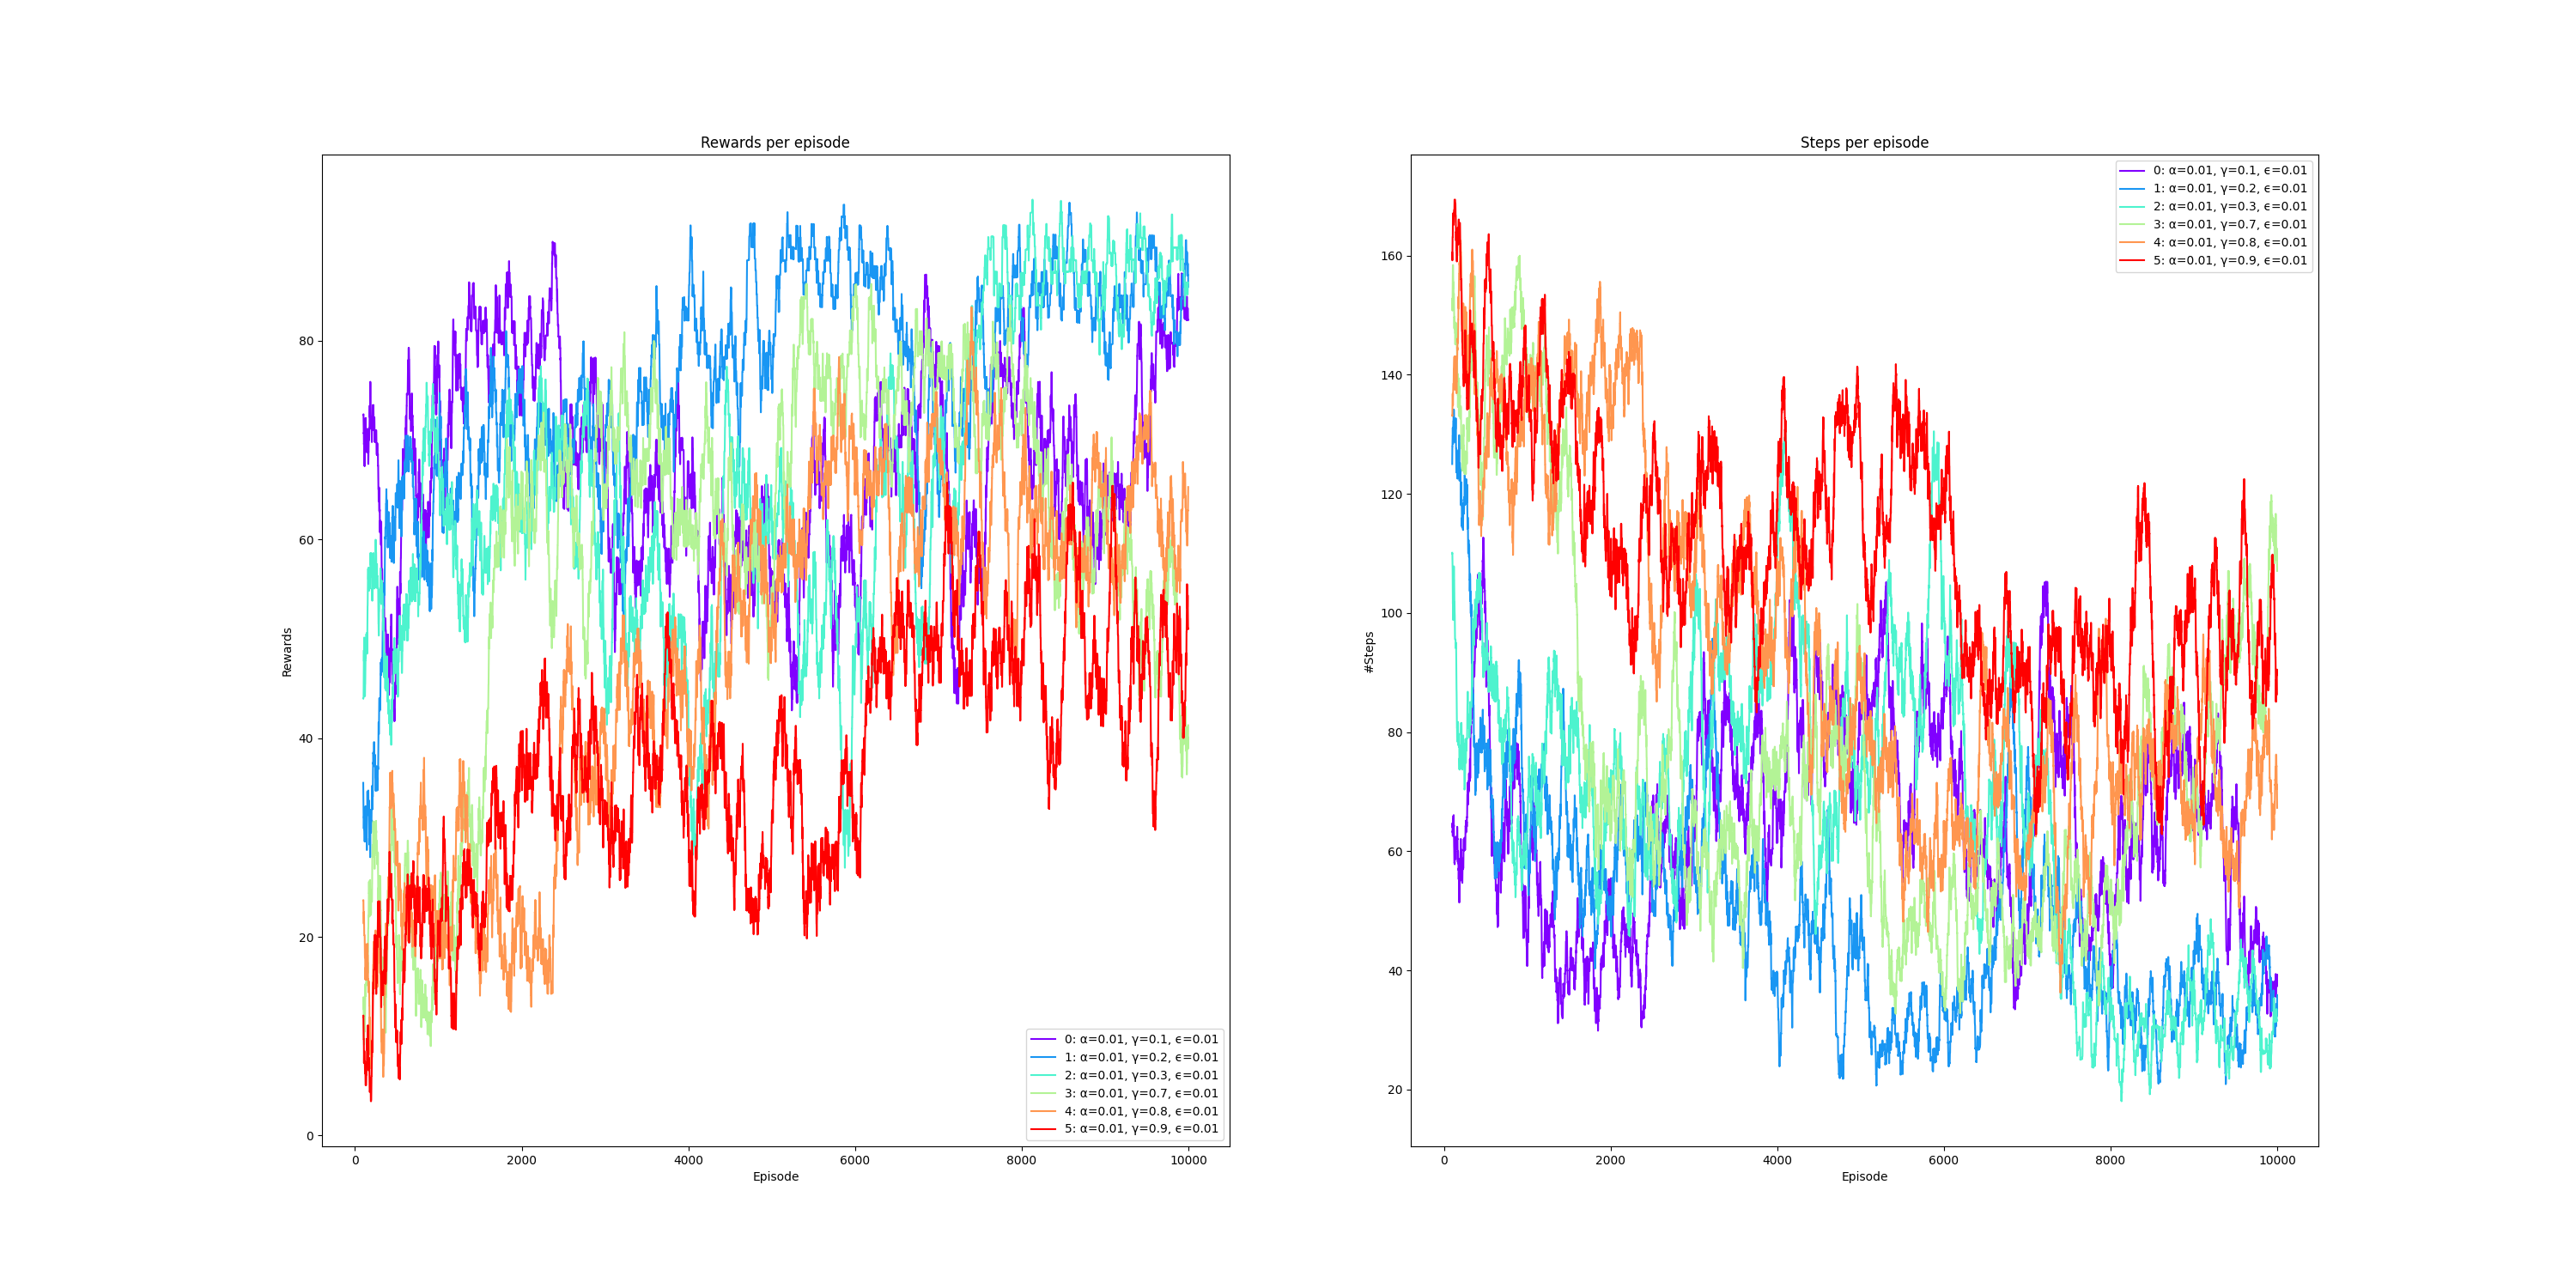 Rewards per episode
Rewards
80
60
40
20
0
0 2000 4000 6000 8000 10000
Episode
0: α=0.01, γ=0.1, ϵ=0.01
1: α=0.01, γ=0.2, ϵ=0.01
2: α=0.01, γ=0.3, ϵ=0.01
3: α=0.01, γ=0.7, ϵ=0.01
4: α=0.01, γ=0.8, ϵ=0.01
5: α=0.01, γ=0.9, ϵ=0.01
Steps per episode
#Steps
160
140
120
100
80
60
40
20
0 2000 4000 6000 8000 10000
Episode
0: α=0.01, γ=0.1, ϵ=0.01
1: α=0.01, γ=0.2, ϵ=0.01
2: α=0.01, γ=0.3, ϵ=0.01
3: α=0.01, γ=0.7, ϵ=0.01
4: α=0.01, γ=0.8, ϵ=0.01
5: α=0.01, γ=0.9, ϵ=0.01